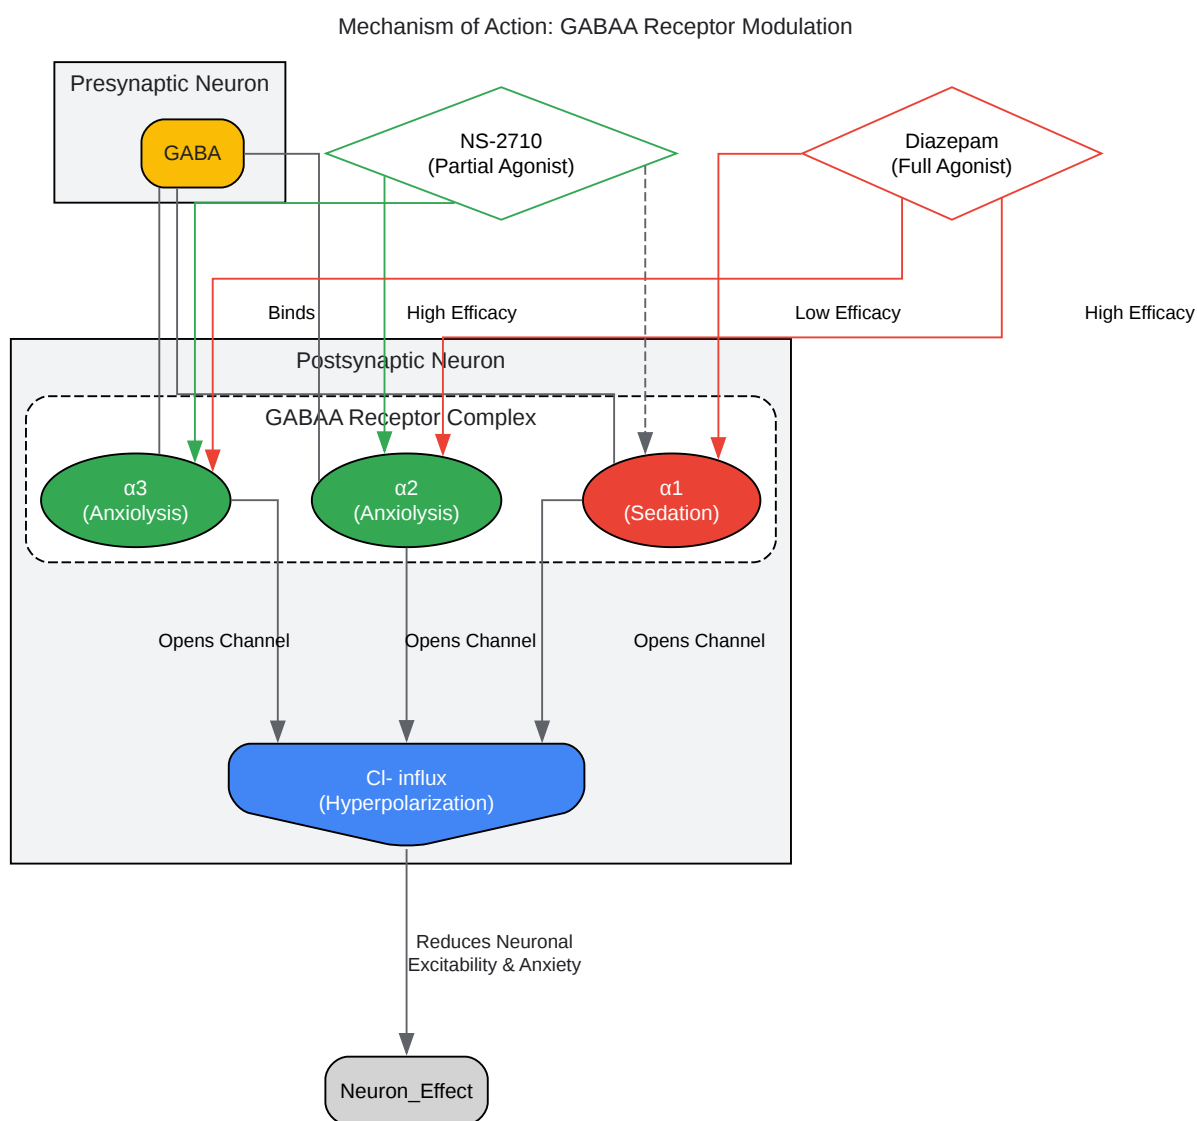 Mechanism of Action: GABAA Receptor Modulation
Presynaptic Neuron
GABA
NS-2710
(Partial Agonist)
Diazepam
(Full Agonist)
Binds
High Efficacy
Low Efficacy
High Efficacy
Postsynaptic Neuron
GABAA Receptor Complex
α3
(Anxiolysis)
α2
(Anxiolysis)
α1
(Sedation)
Opens Channel
Opens Channel
Opens Channel
Cl- influx
(Hyperpolarization)
Reduces Neuronal
Excitability & Anxiety
Neuron_Effect